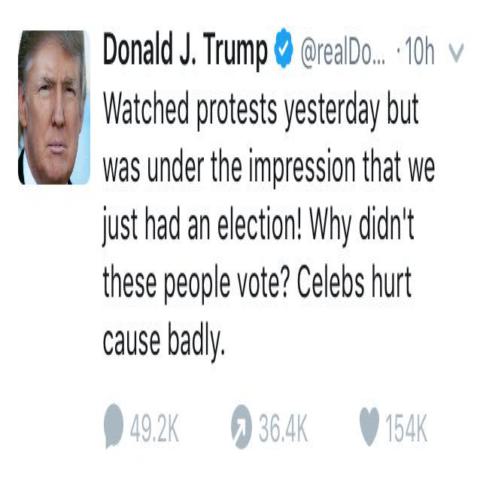 Donald J. Trump @realDo... · 10h
Watched protests yesterday but
was under the impression that we
just had an election! Why didn't
these people vote? Celebs hurt
cause badly.
49.2K 36.4K 154K